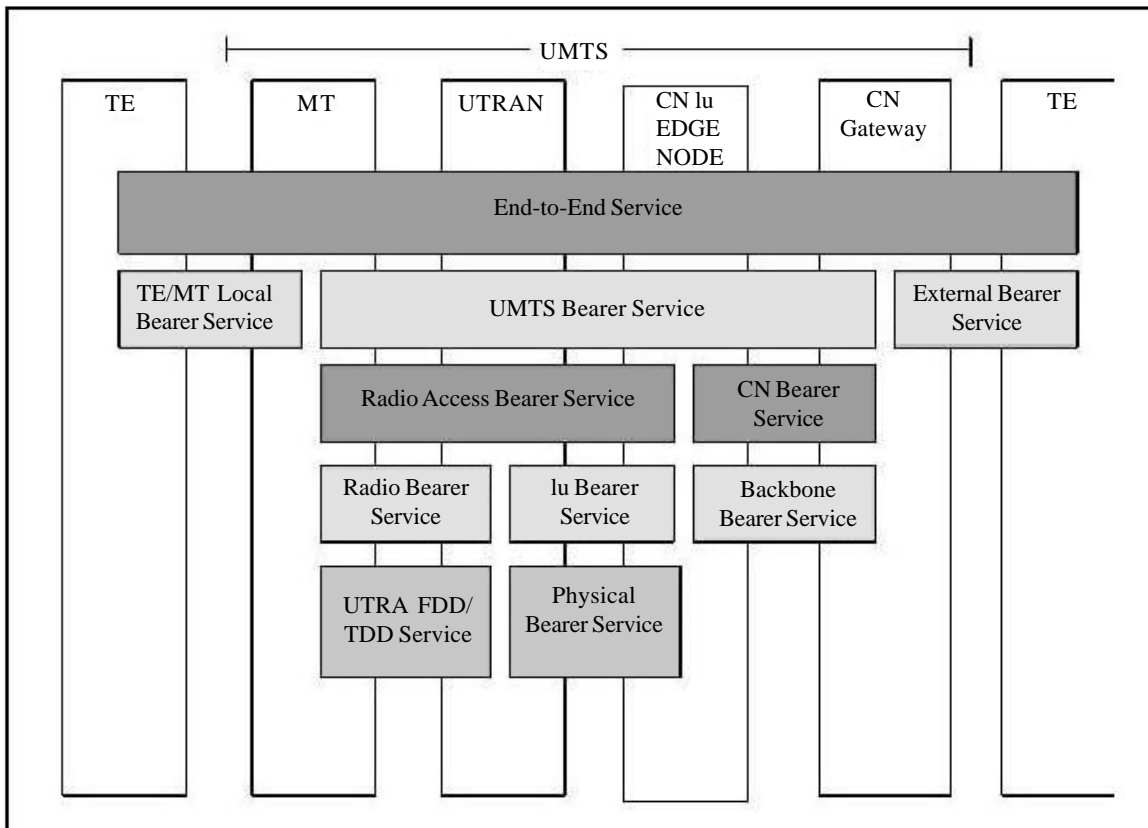 UMTS
TE
MT
UTRAN
CN lu
EDGE
NODE
CN
Gateway
TE
End-to-End Service
TE/MT Local
Bearer Service
UMTS Bearer Service
External Bearer
Service
Radio Access Bearer Service
CN Bearer
Service
Radio Bearer
Service
lu Bearer
Service
Backbone
Bearer Service
UTRA FDD/
TDD Service
Physical
Bearer Service